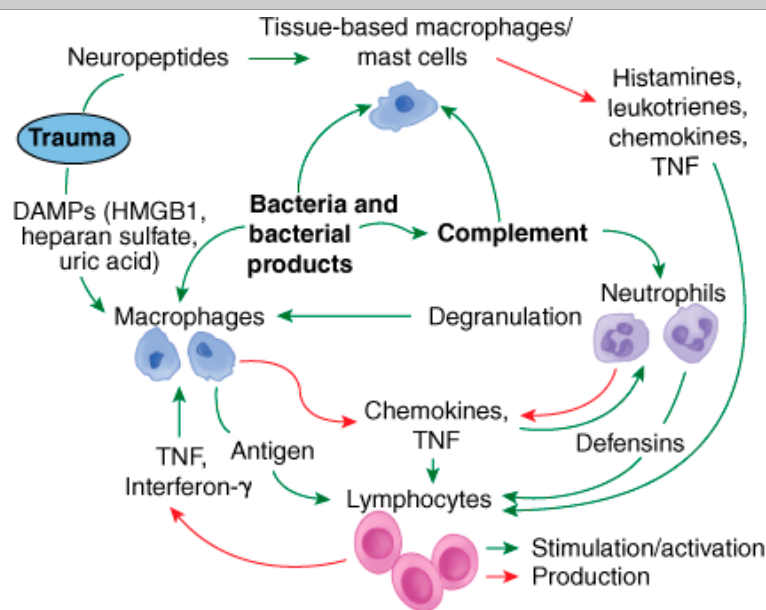 Tissue-based macrophages/
mast cells
Neuropeptides
Histamines,
leukotrienes,
chemokines,
TNF
Trauma
DAMPs (HMGB1,
heparan sulfate,
uric acid)
Bacteria and
bacterial
products
Complement
Neutrophils
Macrophages
Degranulation
Chemokines,
TNF
Defensins
TNF,
Interferon-γ
Antigen
Lymphocytes
Stimulation/activation
Production